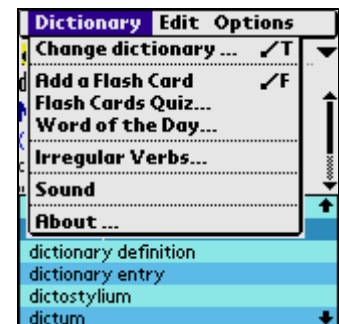 Dictionary Edit Options
Change dictionary ... ✓T
Add a Flash Card ✓F
Flash Cards Quiz...
Word of the Day...
Irregular Verbs...
Sound
About ...
dictionary definition
dictionary entry
dictostylium
dictum